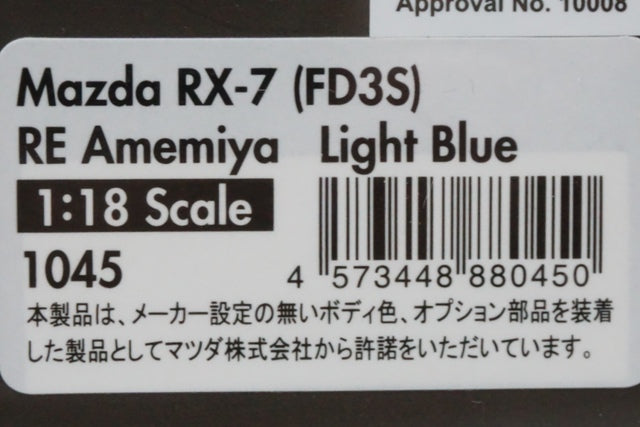 Approval No. 10008
Mazda RX-7 (FD3S)
RE Amemiya Light Blue
1:18 Scale
1045
4 573448 880450
本製品は、メーカー設定の無いボディ色、オプション部品を装着
した製品としてマツダ株式会社から許諾をいただいています。